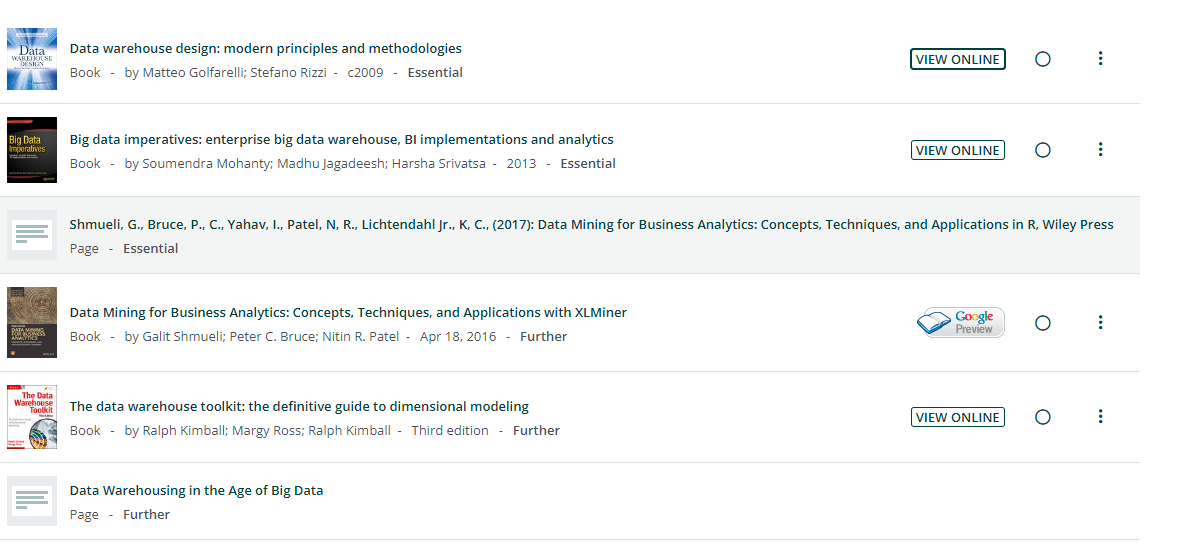 Data
WAREHOUSE
DESIGN
Data warehouse design: modern principles and methodologies
VIEW ONLINE
Book - by Matteo Golfarelli; Stefano Rizzi - c2009 - Essential
Big Data
Imperatives
Big data imperatives: enterprise big data warehouse, BI implementations and analytics
VIEW ONLINE
Book - by Soumendra Mohanty; Madhu Jagadeesh; Harsha Srivatsa - 2013 - Essential
Shmueli, G., Bruce, P., C., Yahav, I., Patel, N, R., Lichtendahl Jr., K, C., (2017): Data Mining for Business Analytics: Concepts, Techniques, and Applications in R, Wiley Press
Page - Essential
DATA MINING
FOR BUSINESS
ANALYTICS
Data Mining for Business Analytics: Concepts, Techniques, and Applications with XLMiner
Google
Preview
Book - by Galit Shmueli; Peter C. Bruce; Nitin R. Patel - Apr 18, 2016 - Further
The Data
Warehouse
Toolkit
The data warehouse toolkit: the definitive guide to dimensional modeling
VIEW ONLINE
Book - by Ralph Kimball; Margy Ross; Ralph Kimball - Third edition - Further
Data Warehousing in the Age of Big Data
Page - Further